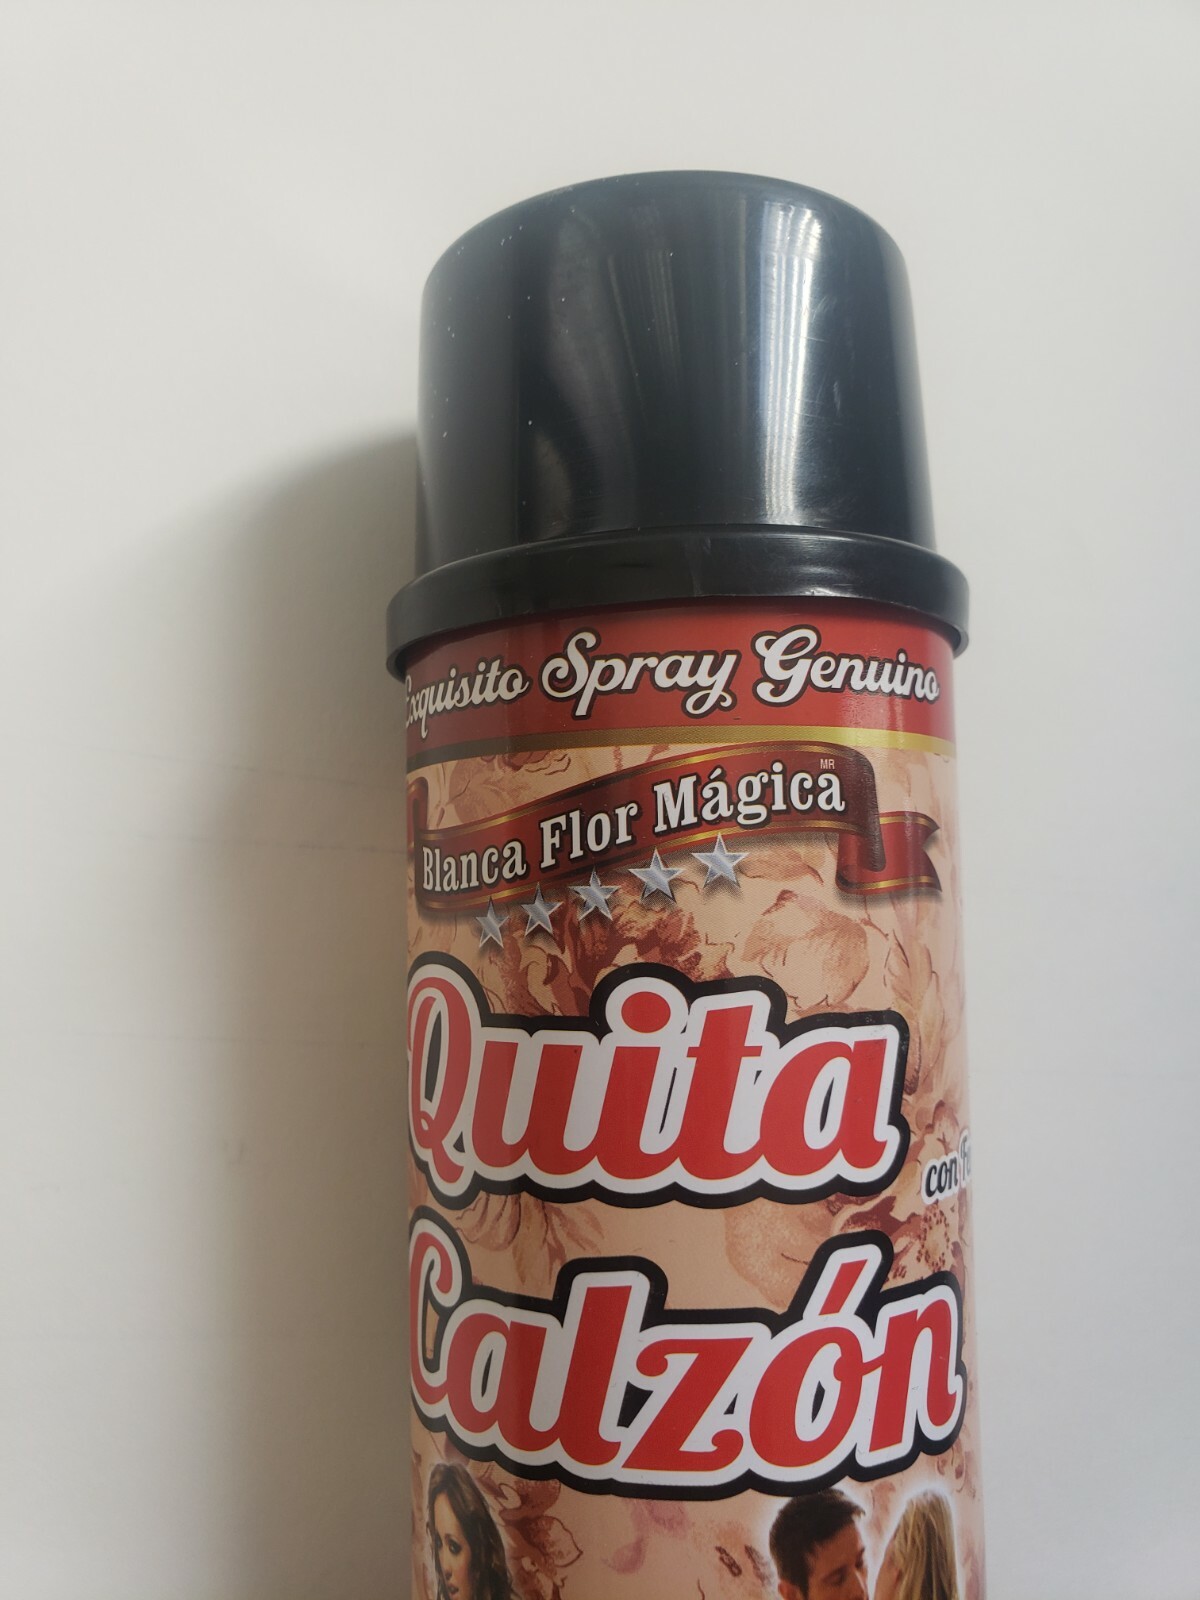 Exquisito Spray Genuino
Blanca Flor Mágica
MR
Quita
con
Calzón